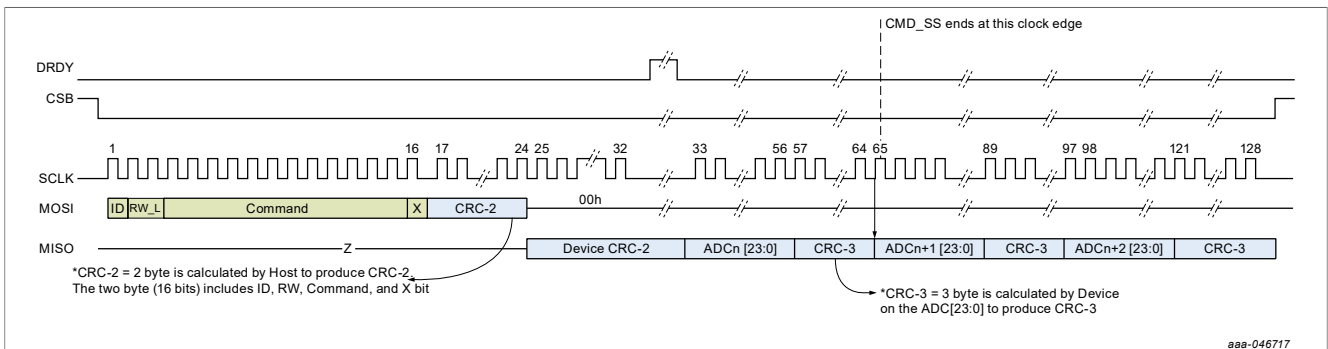 CMD_SS ends at this clock edge
DRDY
CSB
1 16 17 24 25 32 33 56 57 64 65 89 97 98 121 128
SCLK
00h
MOSI ID RW_L Command X CRC-2
MISO Z Device CRC-2 ADCn [23:0] CRC-3 ADCn+1 [23:0] CRC-3 ADCn+2 [23:0] CRC-3
*CRC-2 = 2 byte is calculated by Host to produce CRC-2.
The two byte (16 bits) includes ID, RW, Command, and X bit
*CRC-3 = 3 byte is calculated by Device
on the ADC[23:0] to produce CRC-3
aaa-046717